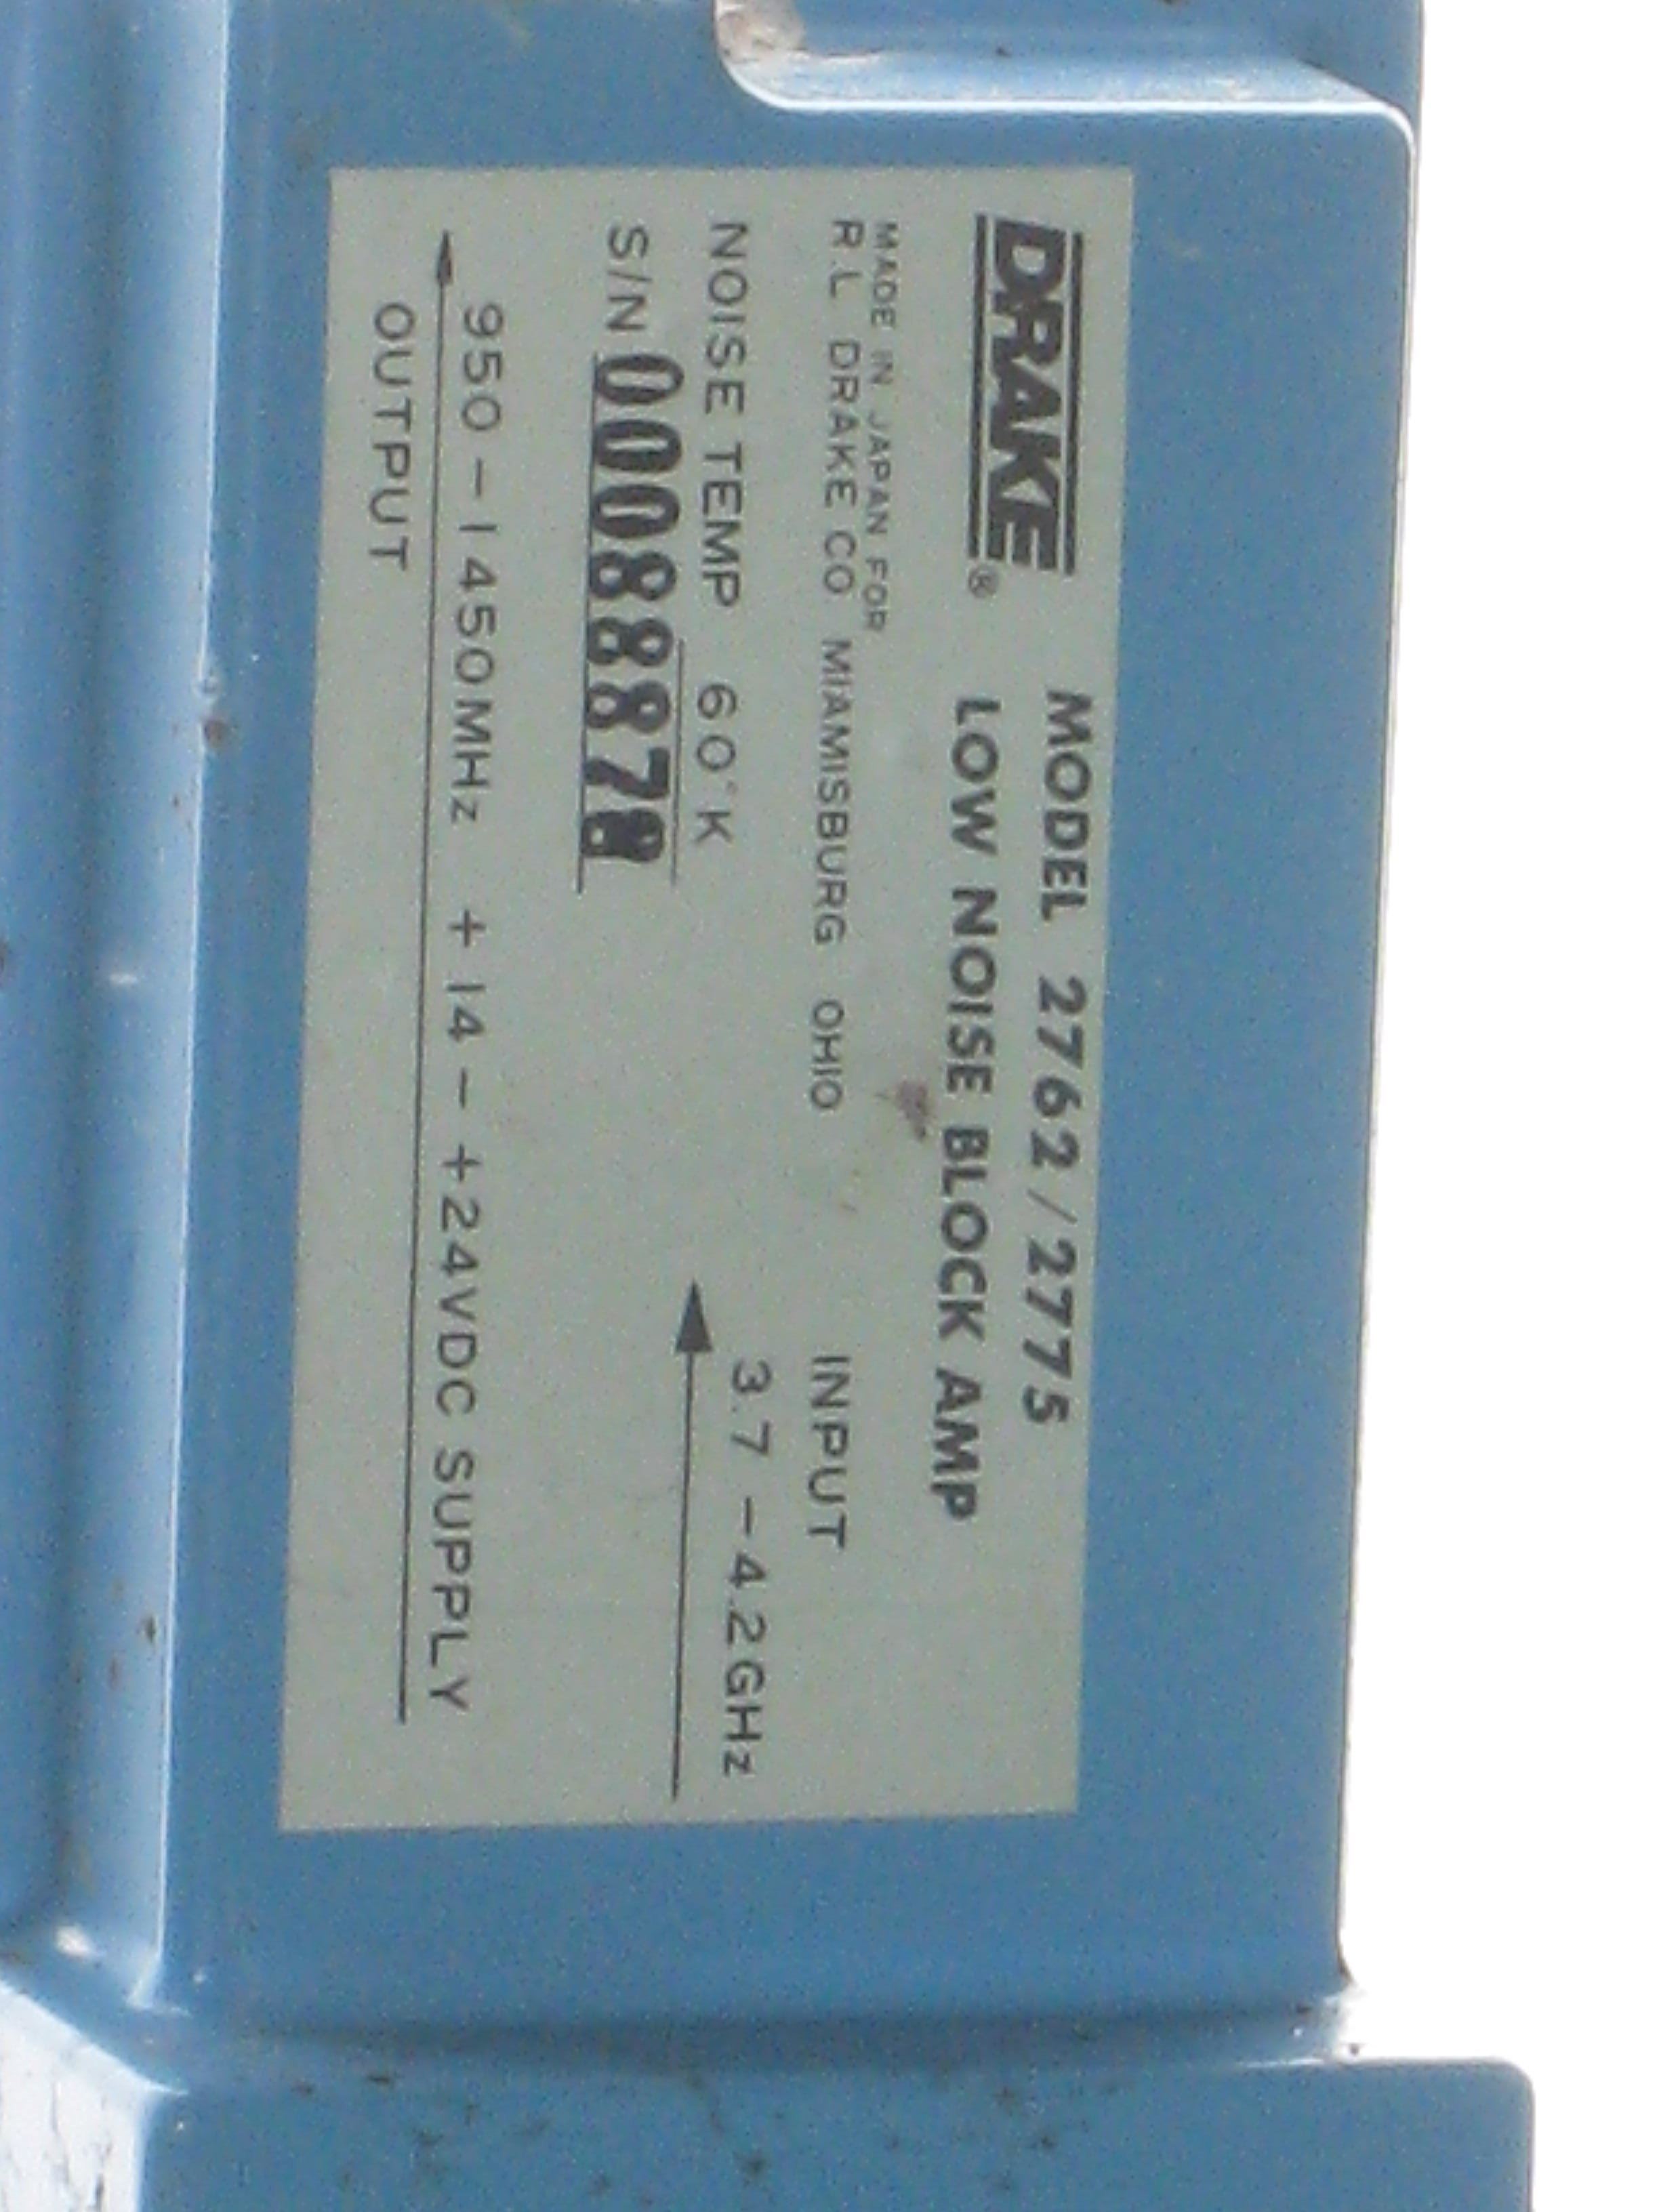 DRAKE® MODEL 2762/2775
LOW NOISE BLOCK AMP
MADE IN JAPAN FOR
R.L. DRAKE CO MIAMISBURG OHIO
INPUT
NOISE TEMP 60°K
3.7 - 4.2GHz
S/N 00088878
950 - 1450MHz +14 - +24VDC SUPPLY
OUTPUT